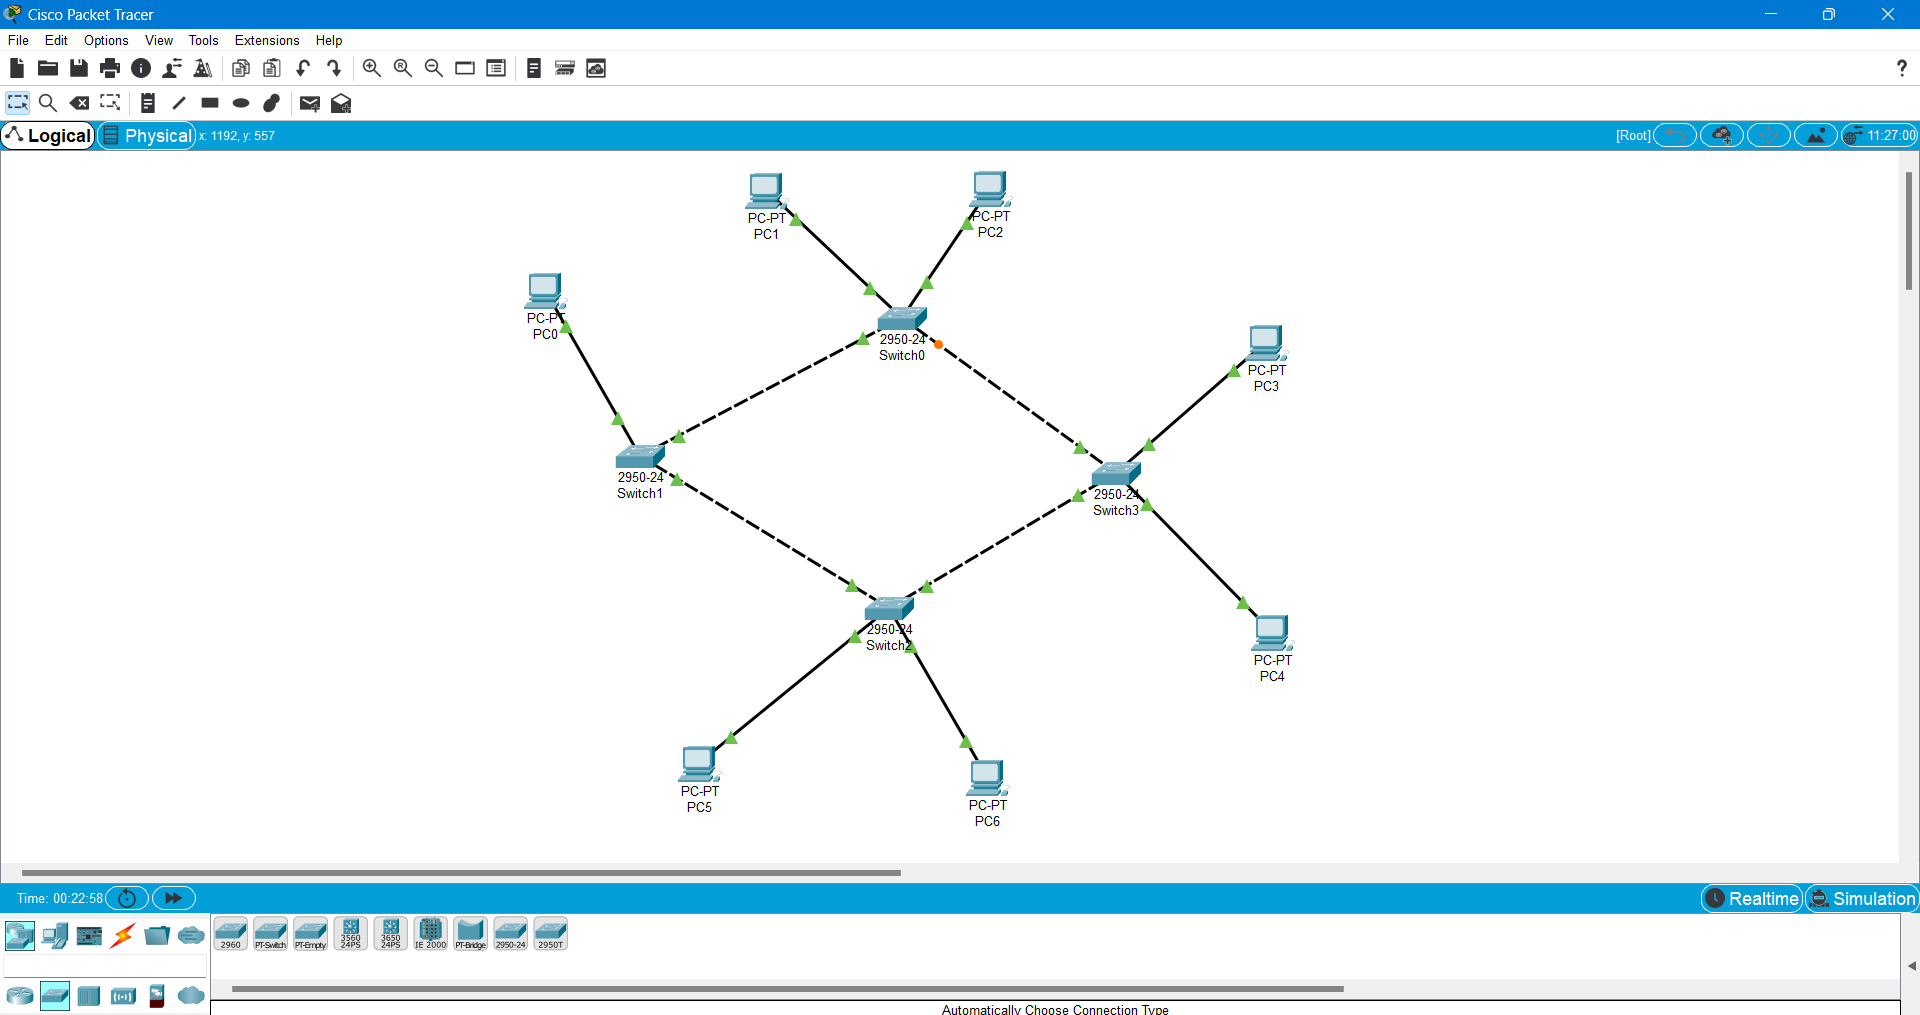 Cisco Packet Tracer
File Edit Options View Tools Extensions Help
Logical Physical x: 1192, y: 557 [Root] 11:27:00
PC-PT
PC1
PC-PT
PC2
PC-PT
PC0
2950-24
Switch0
PC-PT
PC3
2950-24
Switch1
2950-24
Switch3
2950-24
Switch2
PC-PT
PC4
PC-PT
PC5
PC-PT
PC6
Time: 00:22:58 Realtime Simulation
2960 PT-Switch PT-Empty 3560 24PS 3650 24PS IE 2000 PT-Bridge 2950-24 2950T
Automatically Choose Connection Type